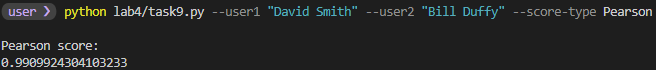 user ❯ python lab4/task9.py --user1 "David Smith" --user2 "Bill Duffy" --score-type Pearson
Pearson score:
0.9909924304103233